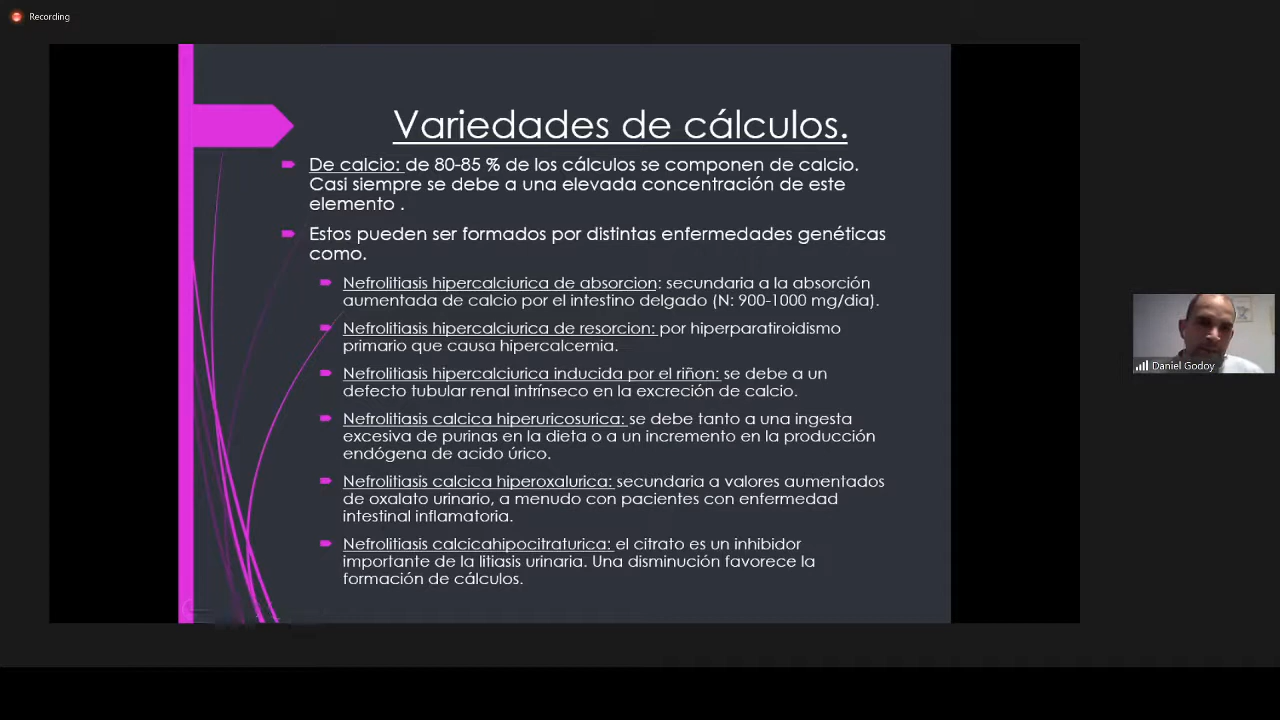 Recording
Variedades de cálculos.
De calcio: de 80-85 % de los cálculos se componen de calcio.
Casi siempre se debe a una elevada concentración de este
elemento .
Estos pueden ser formados por distintas enfermedades genéticas
como.
Nefrolitiasis hipercalciurica de absorcion: secundaria a la absorción
aumentada de calcio por el intestino delgado (N: 900-1000 mg/dia).
Nefrolitiasis hipercalciurica de resorcion: por hiperparatiroidismo
primario que causa hipercalcemia.
Nefrolitiasis hipercalciurica inducida por el riñon: se debe a un
defecto tubular renal intrínseco en la excreción de calcio.
Nefrolitiasis calcica hiperuricosurica: se debe tanto a una ingesta
excesiva de purinas en la dieta o a un incremento en la producción
endógena de acido úrico.
Nefrolitiasis calcica hiperoxalurica: secundaria a valores aumentados
de oxalato urinario, a menudo con pacientes con enfermedad
intestinal inflamatoria.
Nefrolitiasis calcicahipocitraturica: el citrato es un inhibidor
importante de la litiasis urinaria. Una disminución favorece la
formación de cálculos.
Daniel Godoy